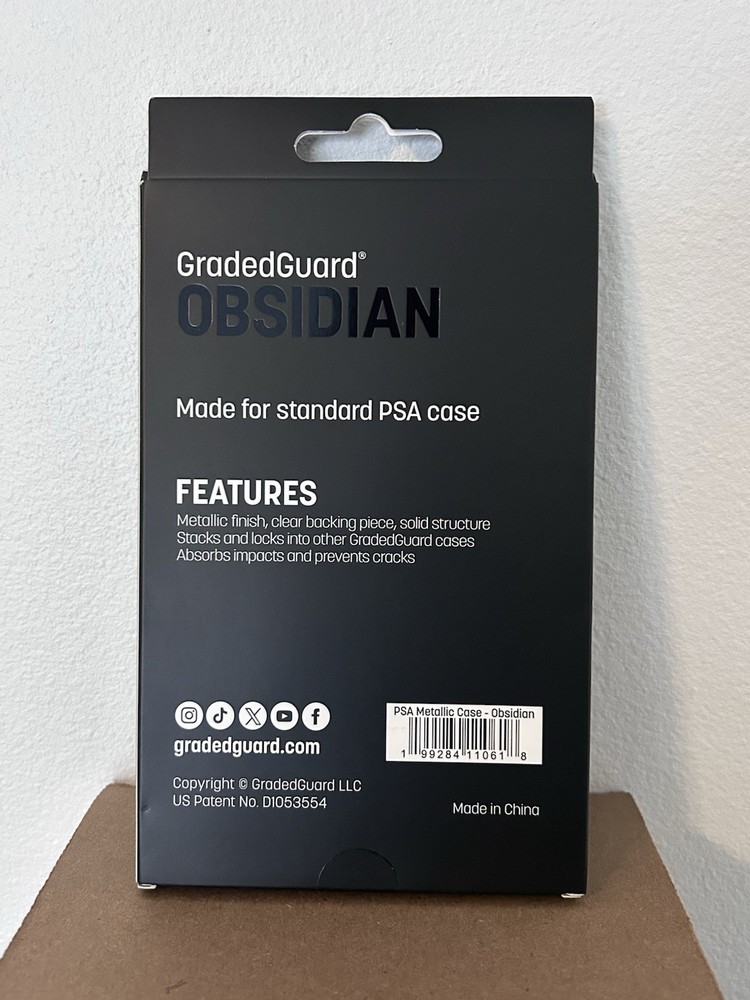 GradedGuard®
OBSIDIAN
Made for standard PSA case
FEATURES
Metallic finish, clear backing piece, solid structure
Stacks and locks into other GradedGuard cases
Absorbs impacts and prevents cracks
gradedguard.com
PSA Metallic Case - Obsidian
1 99284 11061 8
Copyright © GradedGuard LLC
US Patent No. D1053554
Made in China